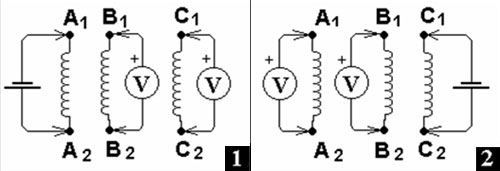 A1 B1 C1 A1 B1 C1
+ V V + V + V
A2 B2 C2 A2 B2 C2
1 2